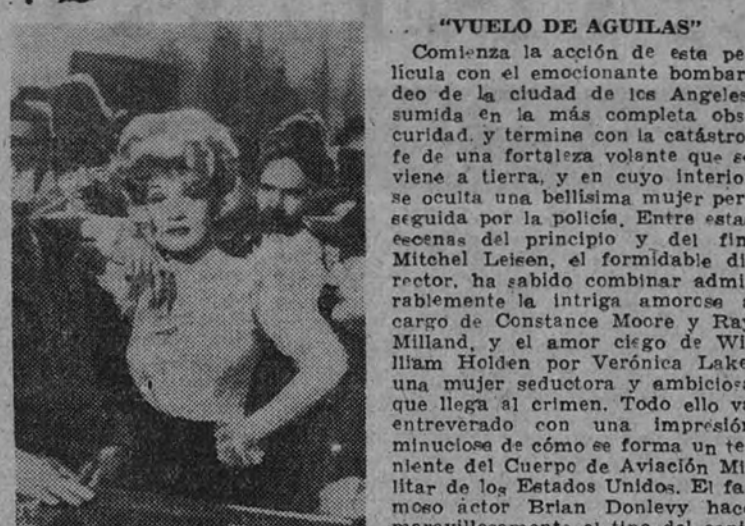 "VUELO DE AGUILAS"
Comienza la acción de esta pe
lícula con el emocionante bombar
deo de la ciudad de los Angeles
sumida en la más completa obs
curidad. y termine con la catástro
fe de una fortaleza volante que se
viene a tierra, y en cuyo interio
se oculta una bellísima mujer per
seguida por la policía. Entre esta
escenas del principio y del fin
Mitchel Leisen, el formidable di
rector, ha sabido combinar admi
rablemente la intriga amorosa
cargo de Constance Moore y Ray
Milland, y el amor ciego de Wi
lliam Holden por Verónica Lake
una mujer seductora y ambiciosa
que llega al crimen. Todo ello va
entreverado con una impresión
minuciosa de cómo se forma un te
niente del Cuerpo de Aviación Mi
litar de los Estados Unidos. El fa
moso actor Brian Donlevy hace